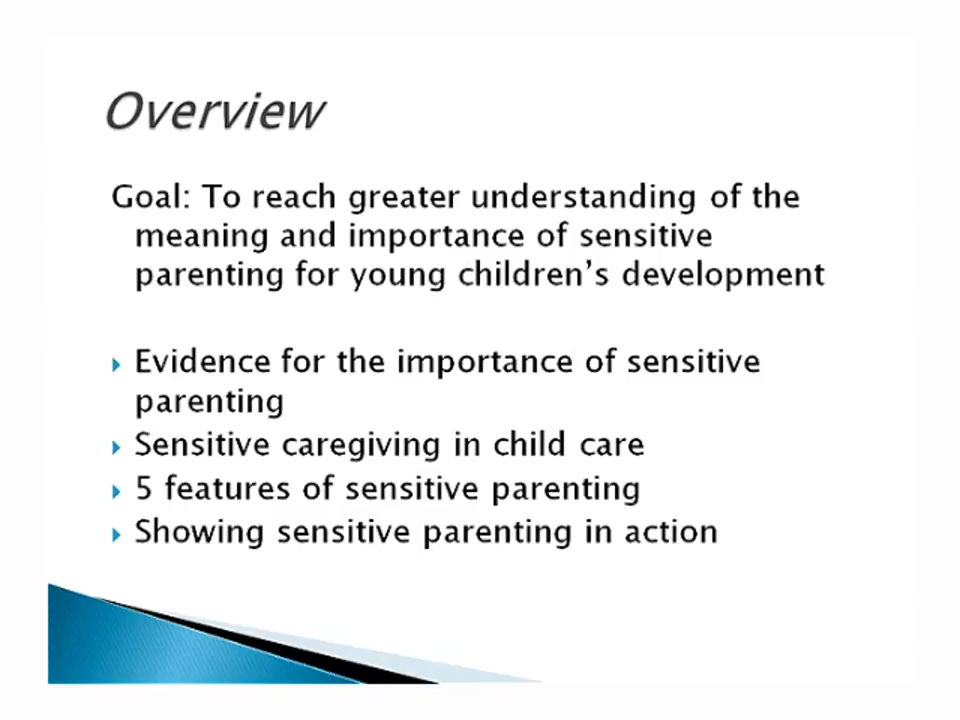 Overview
Goal: To reach greater understanding of the
meaning and importance of sensitive
parenting for young children's development
Evidence for the importance of sensitive
parenting
Sensitive caregiving in child care
5 features of sensitive parenting
Showing sensitive parenting in action